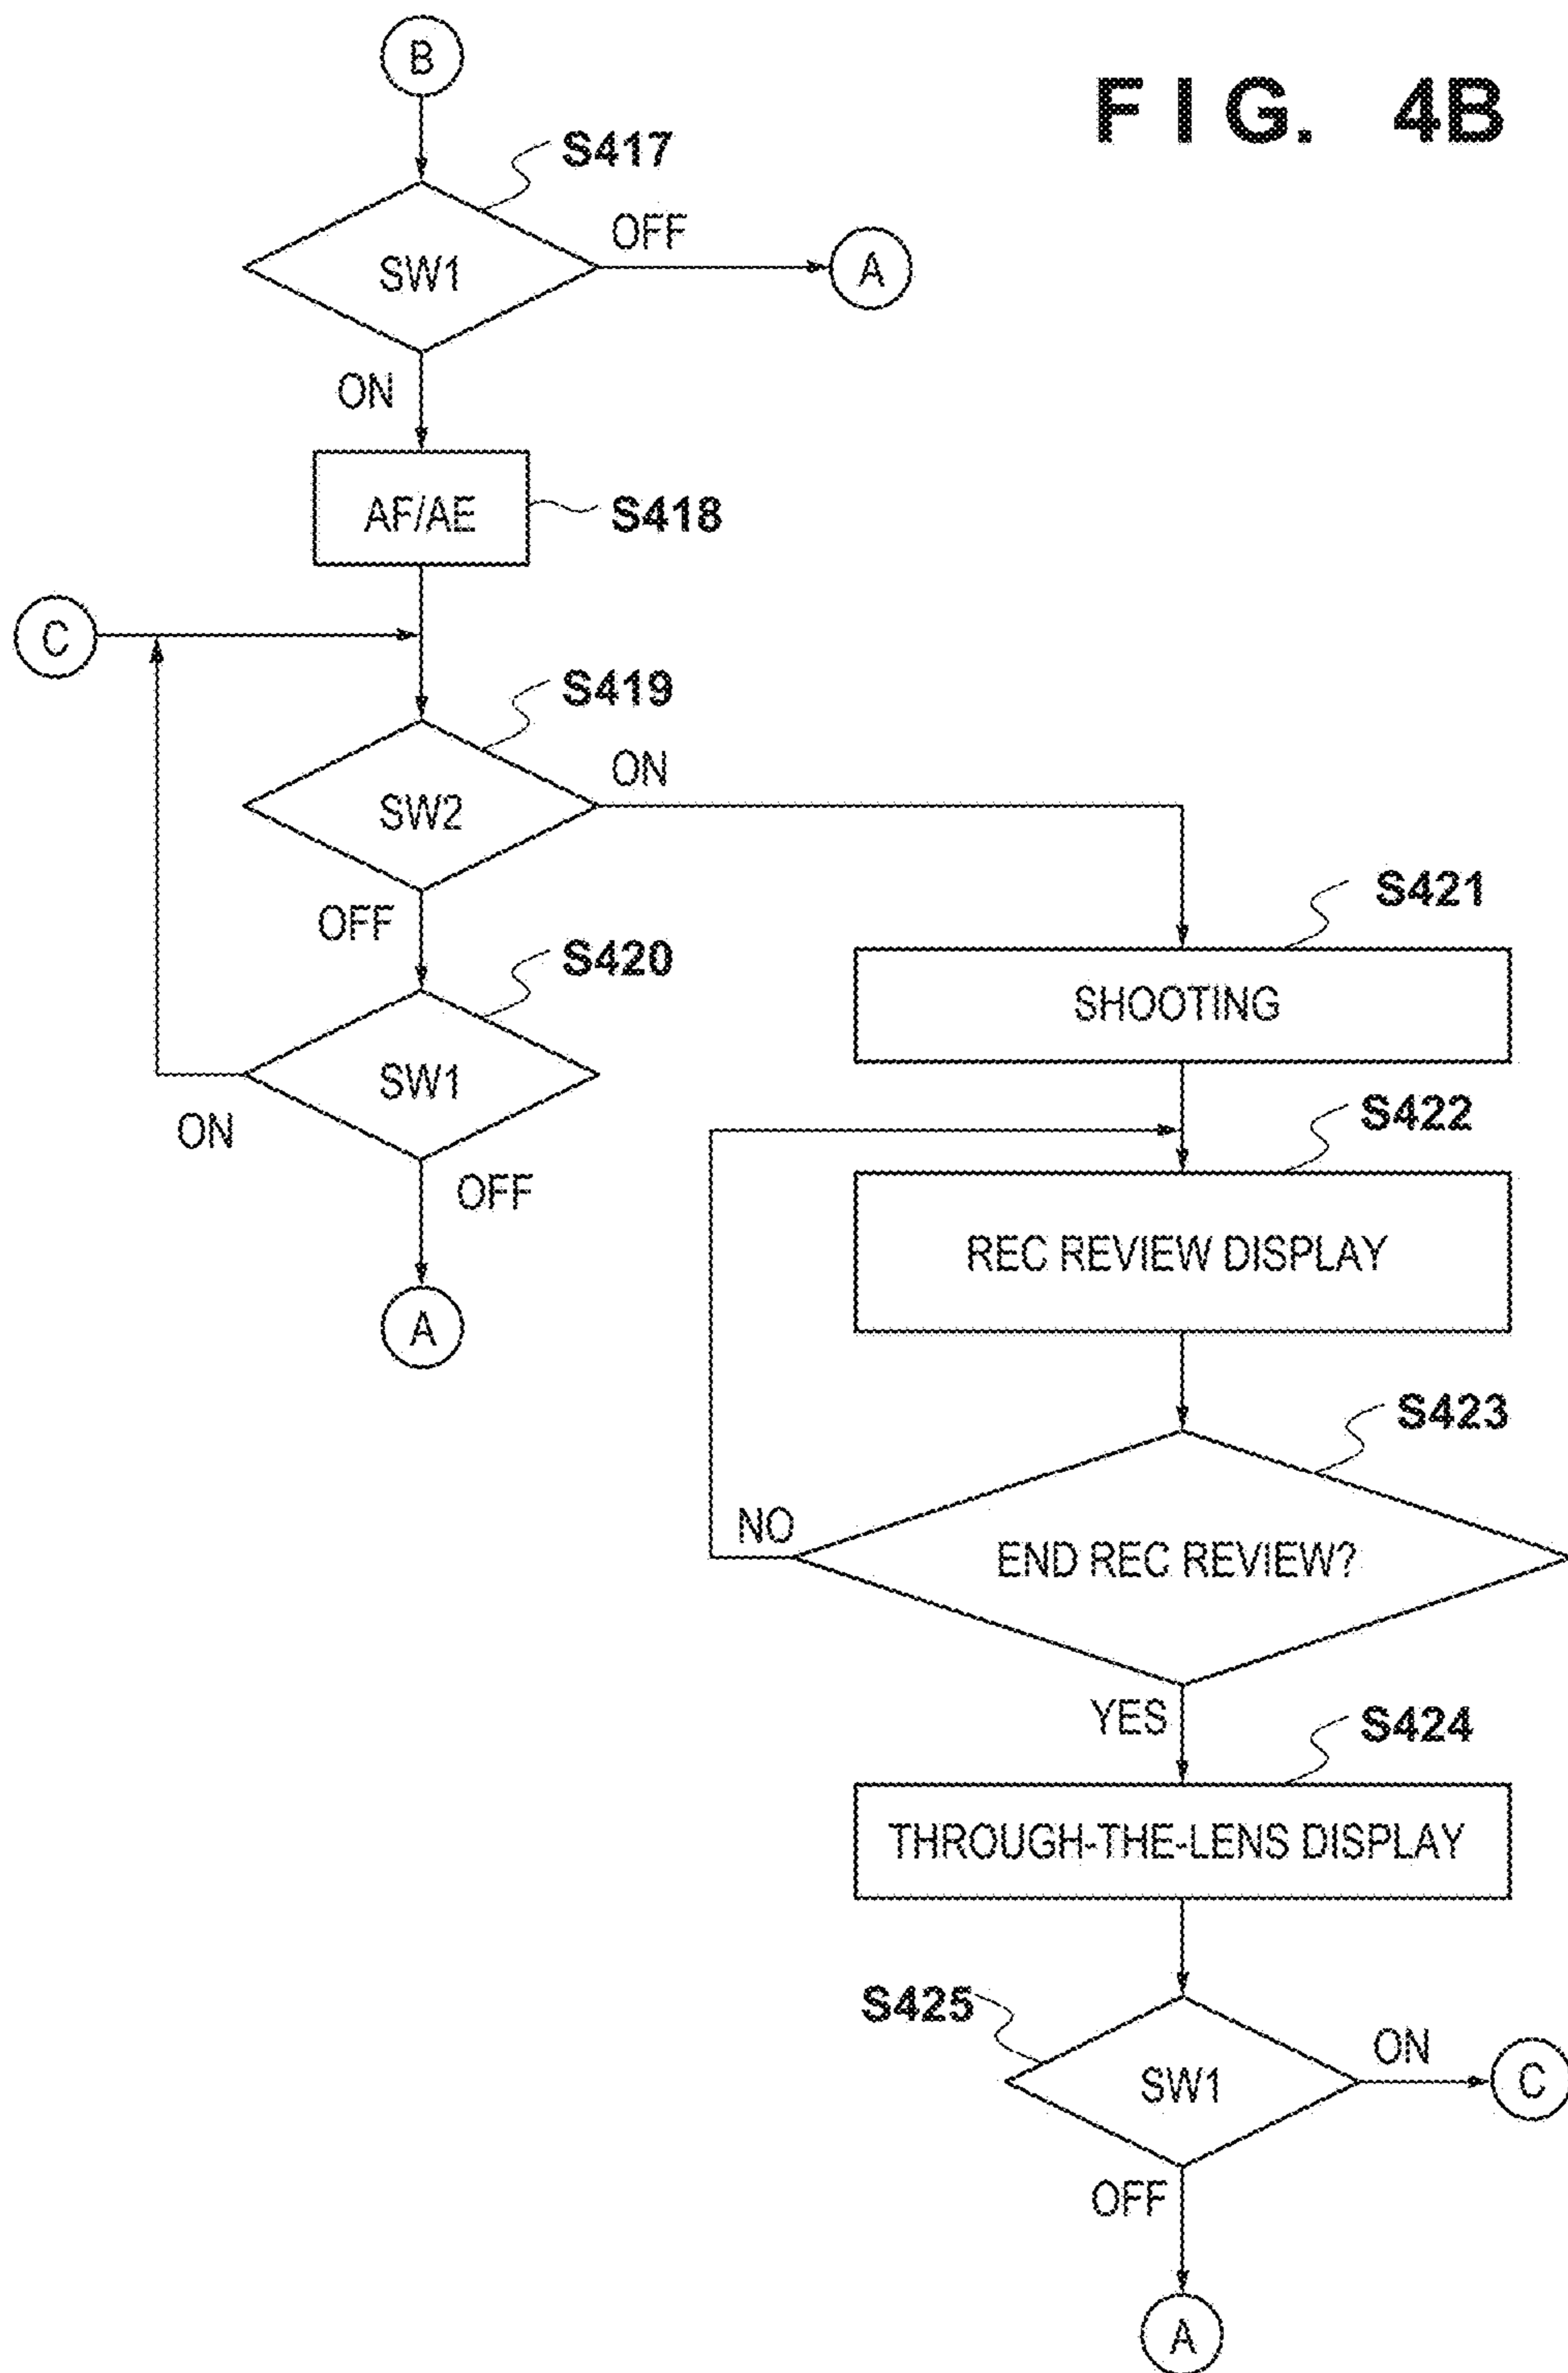 B
FIG. 4B
S417
SW1
OFF
A
ON
AF/AE
S418
C
S419
SW2
ON
OFF
S420
SW1
ON
OFF
A
S421
SHOOTING
S422
REC REVIEW DISPLAY
S423
END REC REVIEW?
NO
YES
S424
THROUGH-THE-LENS DISPLAY
S425
SW1
ON
C
OFF
A